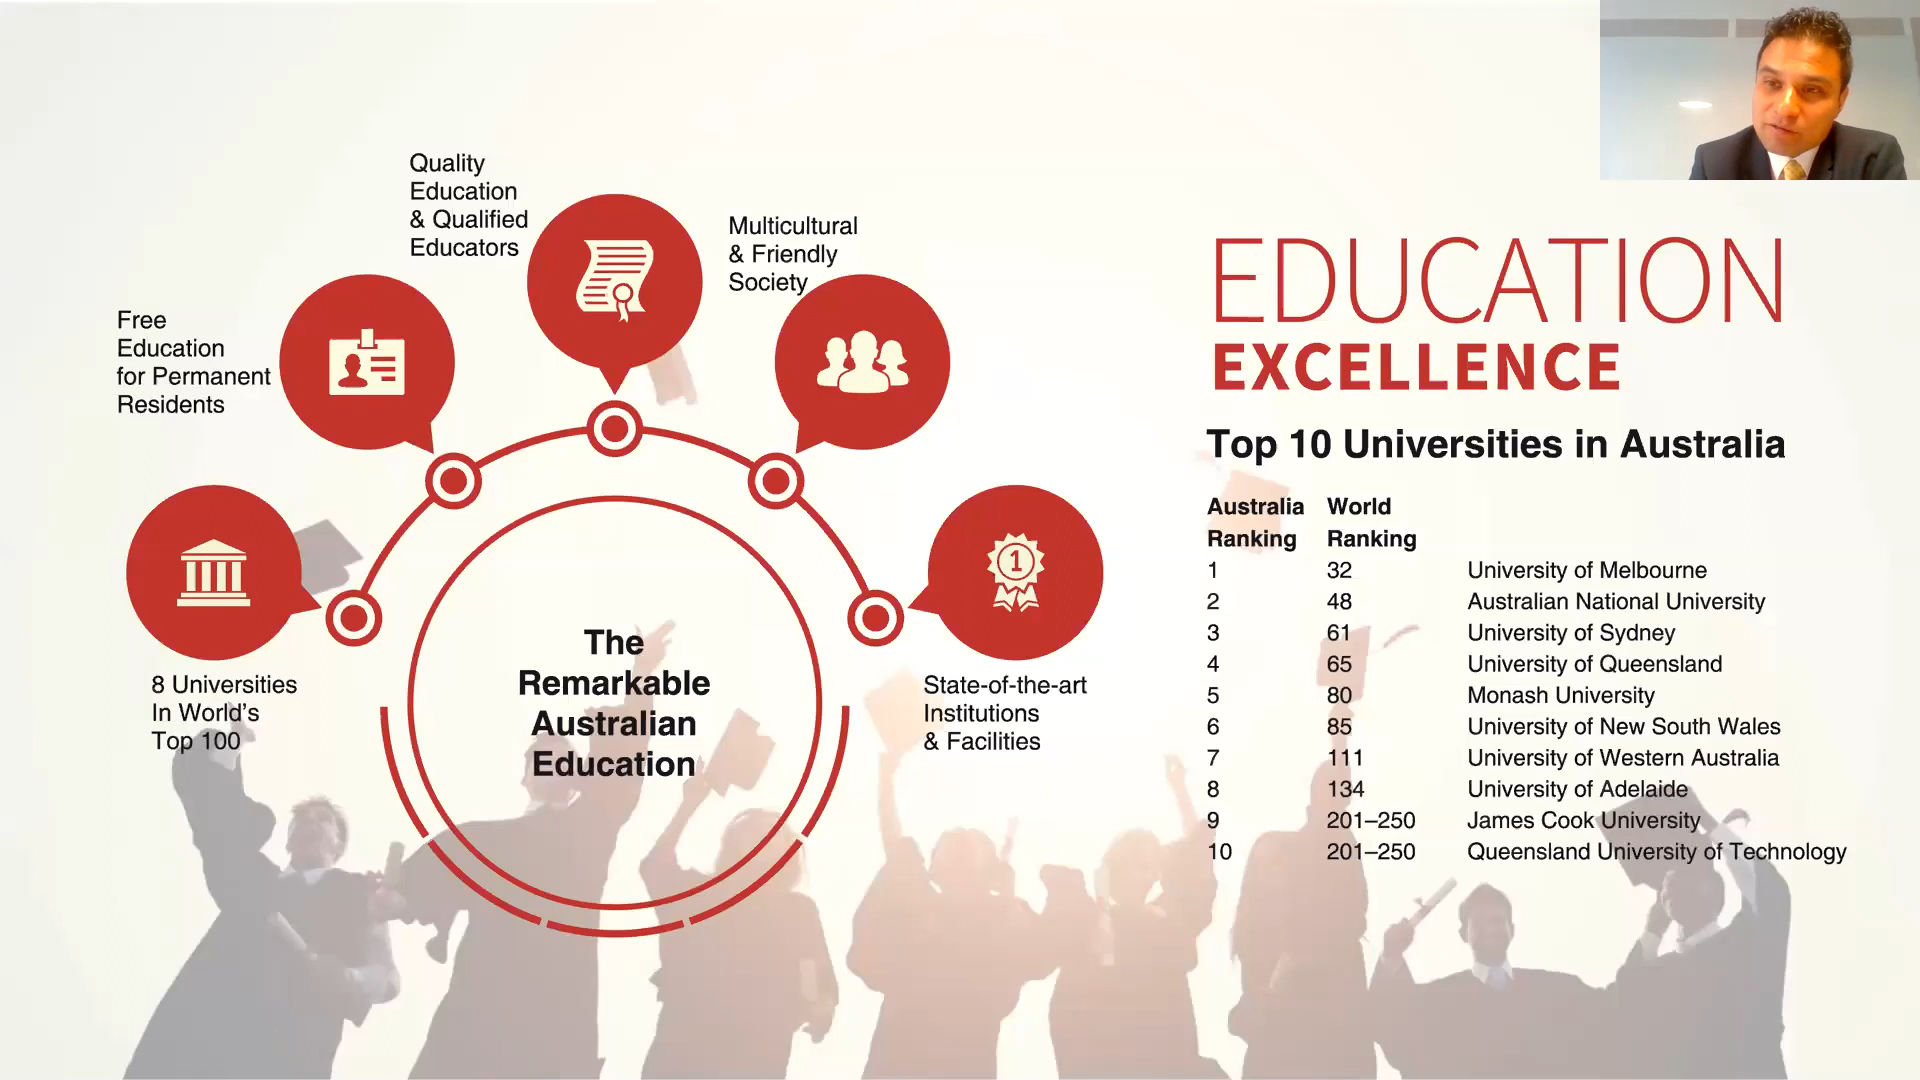 Quality
Education
& Qualified
Educators
Multicultural
& Friendly
Society
Free
Education
for Permanent
Residents
8 Universities
In World's
Top 100
1
State-of-the-art
Institutions
& Facilities
The
Remarkable
Australian
Education
EDUCATION
EXCELLENCE
Top 10 Universities in Australia
Australia World
Ranking Ranking
1 32 University of Melbourne
2 48 Australian National University
3 61 University of Sydney
4 65 University of Queensland
5 80 Monash University
6 85 University of New South Wales
7 111 University of Western Australia
8 134 University of Adelaide
9 201–250 James Cook University
10 201–250 Queensland University of Technology